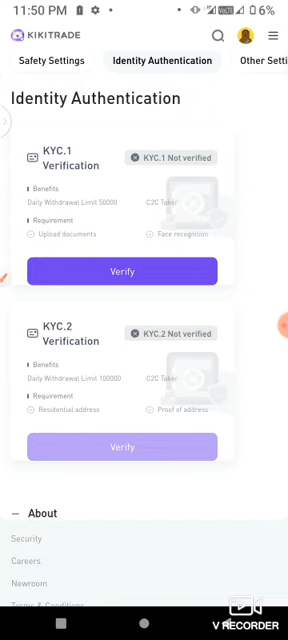 11:50 PM
6%
KIKITRADE
Safety Settings
Identity Authentication
Other Setti
Identity Authentication
KYC.1
Verification
KYC.1 Not verified
Benefits
Daily Withdrawal Limit 50000
C2C Taker
Requirement
Upload documents
Face recognition
Verify
KYC.2
Verification
KYC.2 Not verified
Benefits
Daily Withdrawal Limit 100000
C2C Taker
Requirement
Residential address
Proof of address
Verify
About
Security
Careers
Newroom
Terms & Conditions
V RECORDER